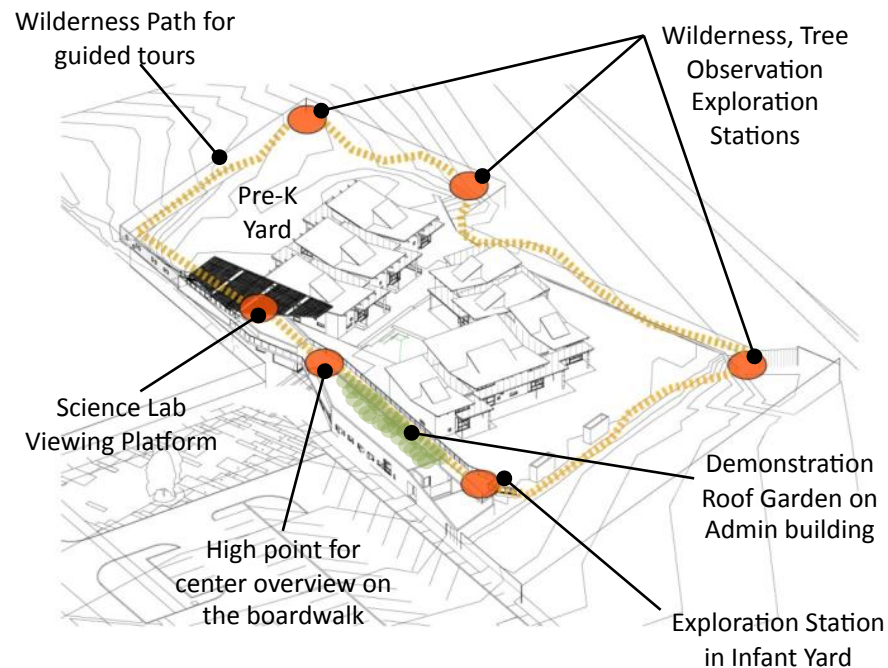 Wilderness Path for
guided tours
Wilderness, Tree
Observation
Exploration
Stations
Pre-K
Yard
Science Lab
Viewing Platform
High point for
center overview on
the boardwalk
Demonstration
Roof Garden on
Admin building
Exploration Station
in Infant Yard